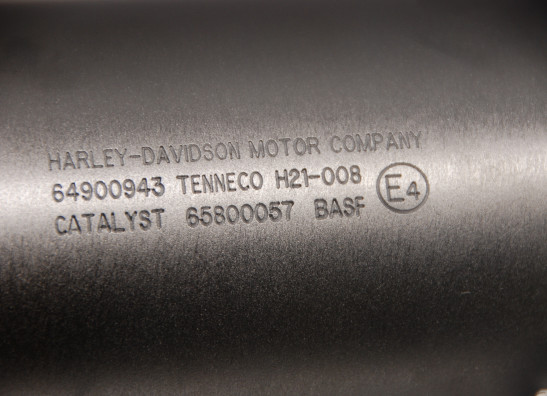 HARLEY-DAVIDSON MOTOR COMPANY
64900943 TENNECO H21-008 E4
CATALYST 65800057 BASF